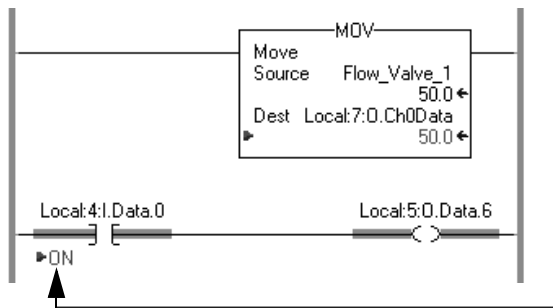 MOV
Move
Source Flow_Valve_1
50.0
Dest Local:7:O.Ch0Data
50.0
Local:4:I.Data.0 Local:5:O.Data.6
ON